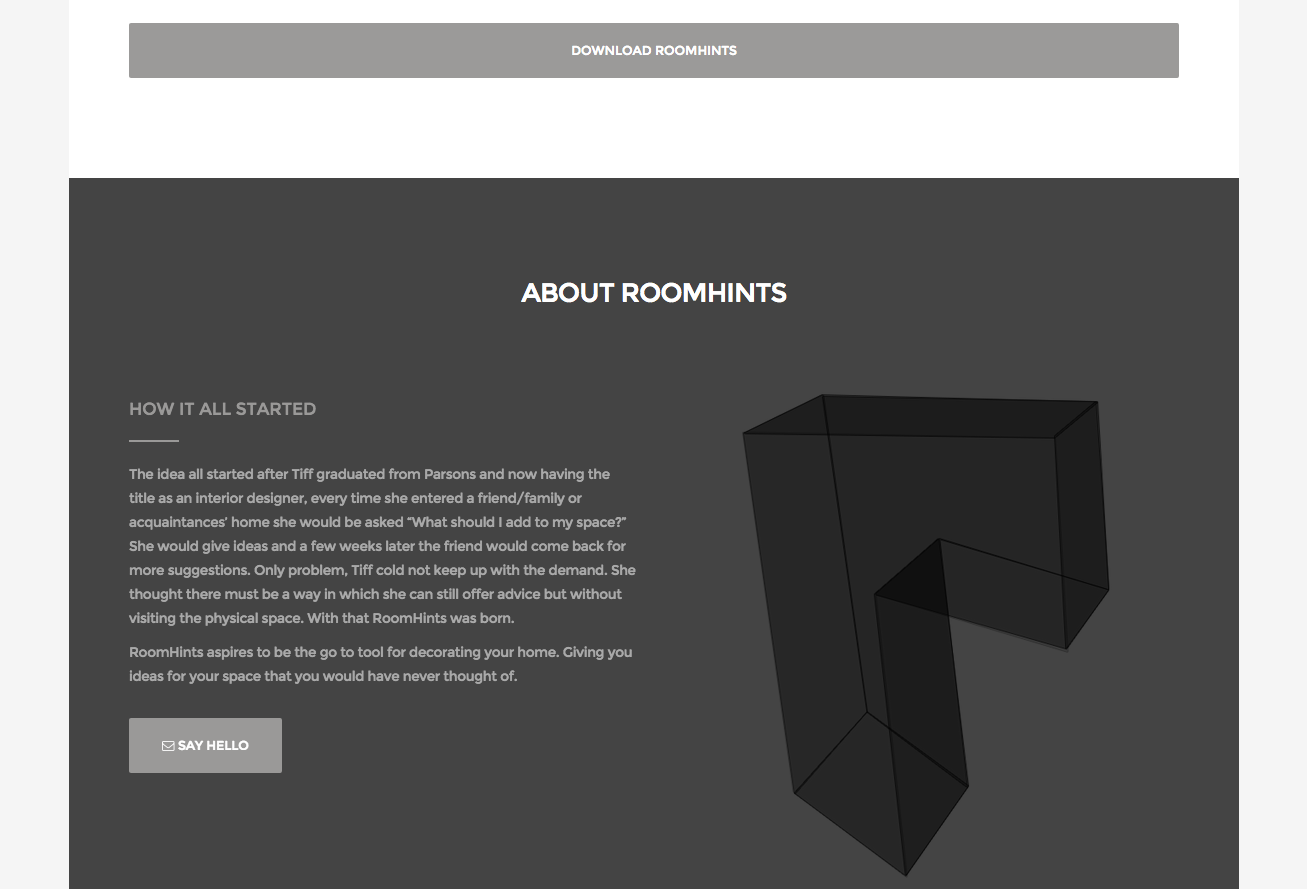 DOWNLOAD ROOMHINTS
ABOUT ROOMHINTS
HOW IT ALL STARTED
The idea all started after Tiff graduated from Parsons and now having the
title as an interior designer, every time she entered a friend/family or
acquaintances’ home she would be asked “What should I add to my space?”
She would give ideas and a few weeks later the friend would come back for
more suggestions. Only problem, Tiff cold not keep up with the demand. She
thought there must be a way in which she can still offer advice but without
visiting the physical space. With that RoomHints was born.
RoomHints aspires to be the go to tool for decorating your home. Giving you
ideas for your space that you would have never thought of.
SAY HELLO